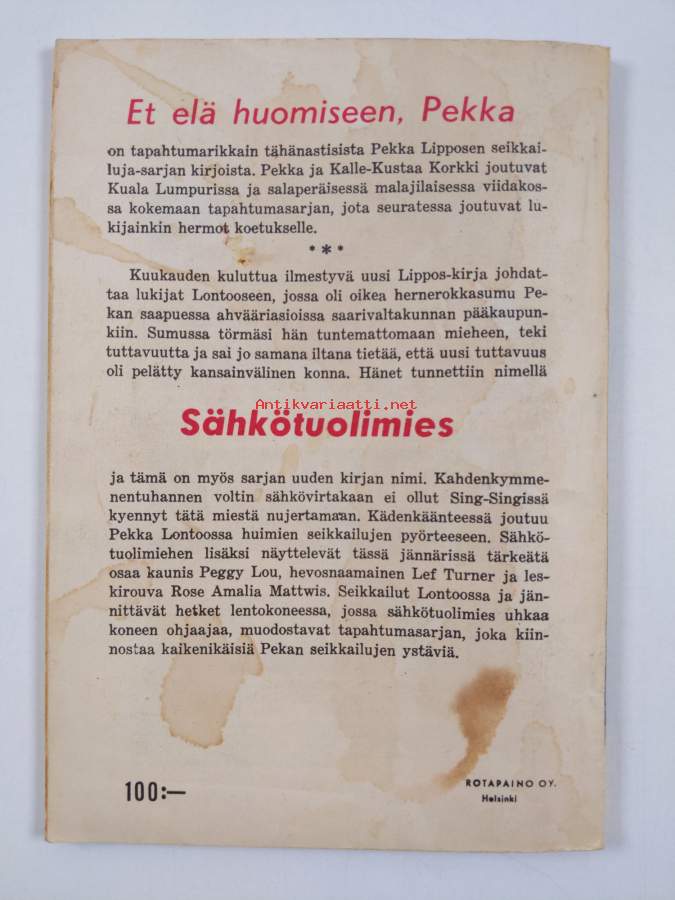 Et elä huomiseen, Pekka
on tapahtumarikkain tähänastisista Pekka Lipposen seikkai-
luja-sarjan kirjoista. Pekka ja Kalle-Kustaa Korkki joutuvat
Kuala Lumpurissa ja salaperäisessä malajilaisessa viidakos-
sa kokemaan tapahtumasarjan, jota seuratessa joutuvat lu-
kijainkin hermot koetukselle.
* * *
Kuukauden kuluttua ilmestyvä uusi Lippos-kirja johdat-
taa lukijat Lontooseen, jossa oli oikea hernerokkasumu Pe-
kan saapuessa ahvääriasioissa saarivaltakunnan pääkaupun-
kiin. Sumussa törmäsi hän tuntemattomaan mieheen, teki
tuttavuutta ja sai jo samana iltana tietää, että uusi tuttavuus
oli pelätty kansainvälinen konna. Hänet tunnettiin nimellä
Antikvariaatti.net
Sähkötuolimies
ja tämä on myös sarjan uuden kirjan nimi. Kahdenkymme-
nentuhannen voltin sähkövirtakaan ei ollut Sing-Singissä
kyennyt tätä miestä nujertamaan. Kädenkäänteessä joutuu
Pekka Lontoossa huimien seikkailujen pyörteeseen. Sähkö-
tuolimiehen lisäksi näyttelevät tässä jännärissä tärkeätä
osaa kaunis Peggy Lou, hevosnaamainen Lef Turner ja les-
kirouva Rose Amalia Mattwis. Seikkailut Lontoossa ja jän-
nittävät hetket lentokoneessa, jossa sähkötuolimies uhkaa
koneen ohjaajaa, muodostavat tapahtumasarjan, joka kiin-
nostaa kaikenikäisiä Pekan seikkailujen ystäviä.
100:—
ROTAPAINO OY.
Helsinki